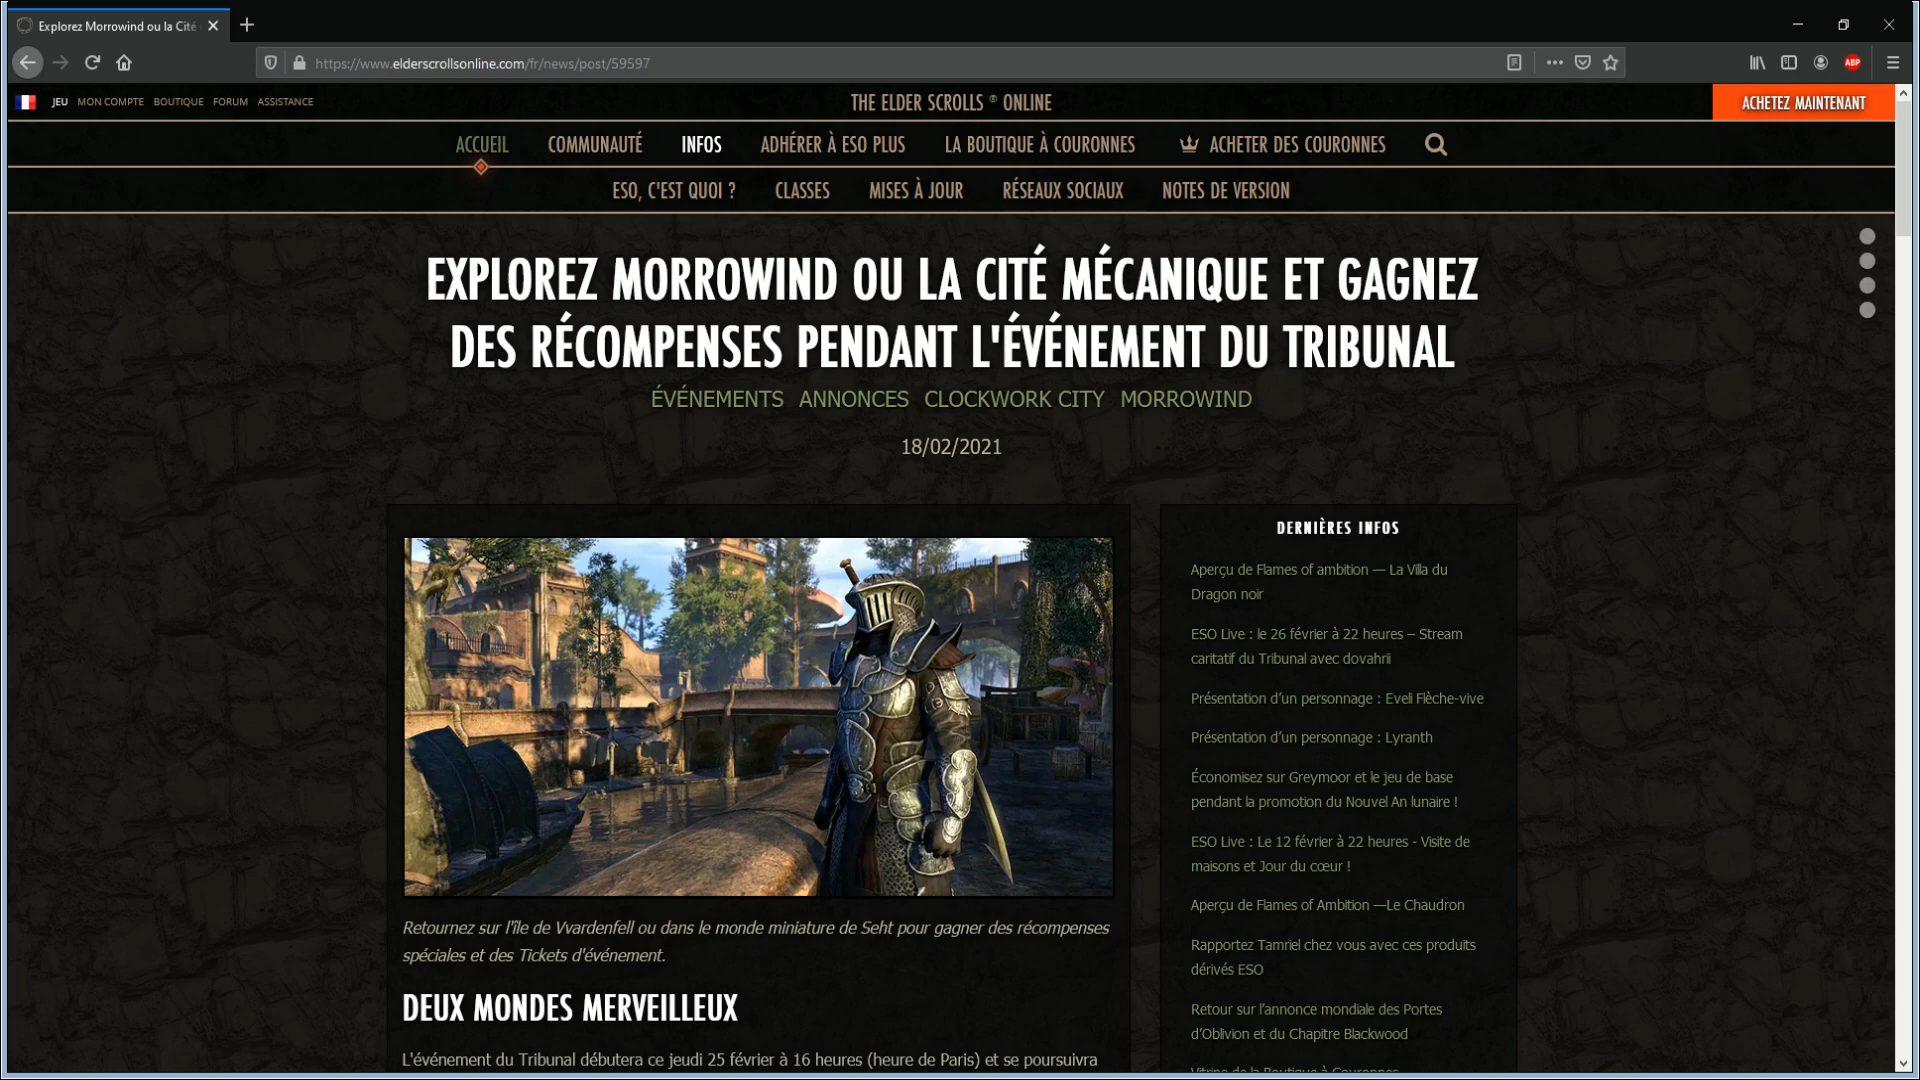 Explorez Morrowind ou la Cité
https://www.elderscrollsonline.com/fr/news/post/59597
ABP
JEU MON COMPTE BOUTIQUE FORUM ASSISTANCE
THE ELDER SCROLLS ® ONLINE
ACHETEZ MAINTENANT
ACCUEIL COMMUNAUTÉ INFOS ADHÉRER À ESO PLUS LA BOUTIQUE À COURONNES ACHETER DES COURONNES
ESO, C'EST QUOI ? CLASSES MISES À JOUR RÉSEAUX SOCIAUX NOTES DE VERSION
EXPLOREZ MORROWIND OU LA CITÉ MÉCANIQUE ET GAGNEZ
DES RÉCOMPENSES PENDANT L'ÉVÉNEMENT DU TRIBUNAL
ÉVÉNEMENTS ANNONCES CLOCKWORK CITY MORROWIND
18/02/2021
Retournez sur l'île de Vvardenfell ou dans le monde miniature de Seht pour gagner des récompenses
spéciales et des Tickets d'événement.
DEUX MONDES MERVEILLEUX
L'événement du Tribunal débutera ce jeudi 25 février à 16 heures (heure de Paris) et se poursuivra
DERNIÈRES INFOS
Aperçu de Flames of ambition — La Villa du
Dragon noir
ESO Live : le 26 février à 22 heures – Stream
caritatif du Tribunal avec dovahrii
Présentation d’un personnage : Eveli Flèche-vive
Présentation d’un personnage : Lyranth
Économisez sur Greymoor et le jeu de base
pendant la promotion du Nouvel An lunaire !
ESO Live : Le 12 février à 22 heures - Visite de
maisons et Jour du cœur !
Aperçu de Flames of Ambition —Le Chaudron
Rapportez Tamriel chez vous avec ces produits
dérivés ESO
Retour sur l’annonce mondiale des Portes
d’Oblivion et du Chapitre Blackwood
Vitrine de la Boutique à Couronnes